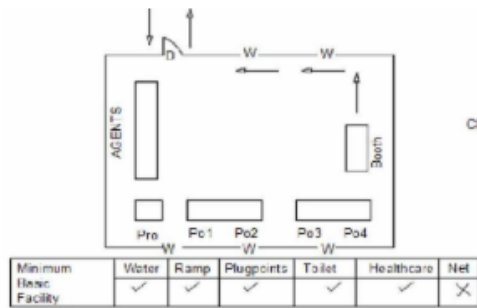 D W W
AGENTS
Booth
Pro Po1 Po2 Po3 Po4
W W W
Minimum Basic Facility Water Ramp Plugpoints Toilet Healthcare Net
✓ ✓ ✓ ✓ ✓ X